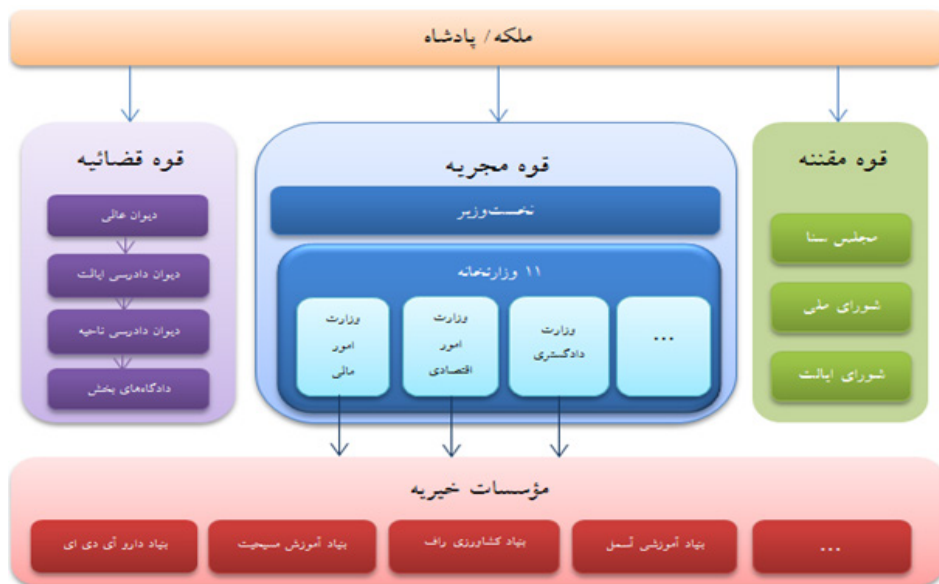 ملکه/ پادشاه
قوه مقننه
مجلس سنا
شورای ملی
شورای ایالت
قوه مجریه
نخست‌وزیر
۱۱ وزارتخانه
...
وزارت
دادگستری
وزارت
امور
اقتصادی
وزارت
امور
مالی
قوه قضائیه
دیوان عالی
دیوان دادرسی ایالت
دیوان دادرسی ناحیه
دادگاه‌های بخش
مؤسسات خیریه
...
بنیاد آموزشی آسمل
بنیاد کشاورزی راف
بنیاد آموزش مسیحیت
بنیاد دارو آی دی ای